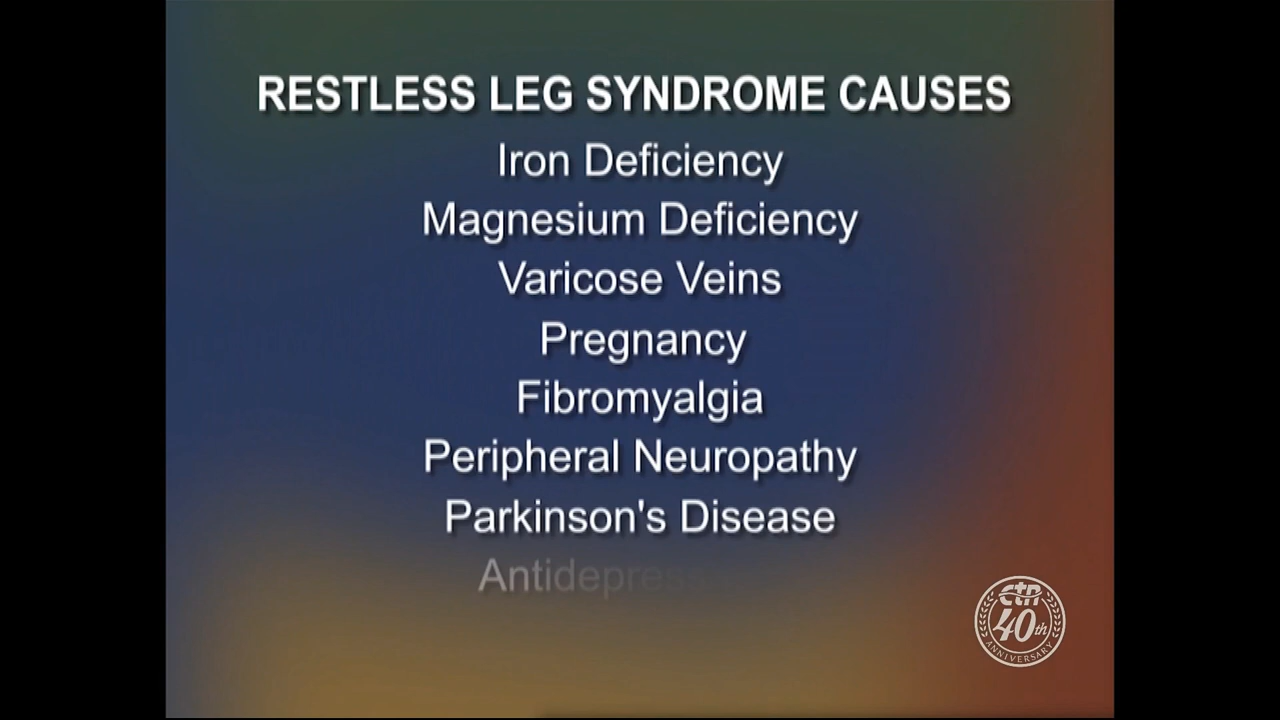 RESTLESS LEG SYNDROME CAUSES
Iron Deficiency
Magnesium Deficiency
Varicose Veins
Pregnancy
Fibromyalgia
Peripheral Neuropathy
Parkinson's Disease
ctn
40th
ANNIVERSARY